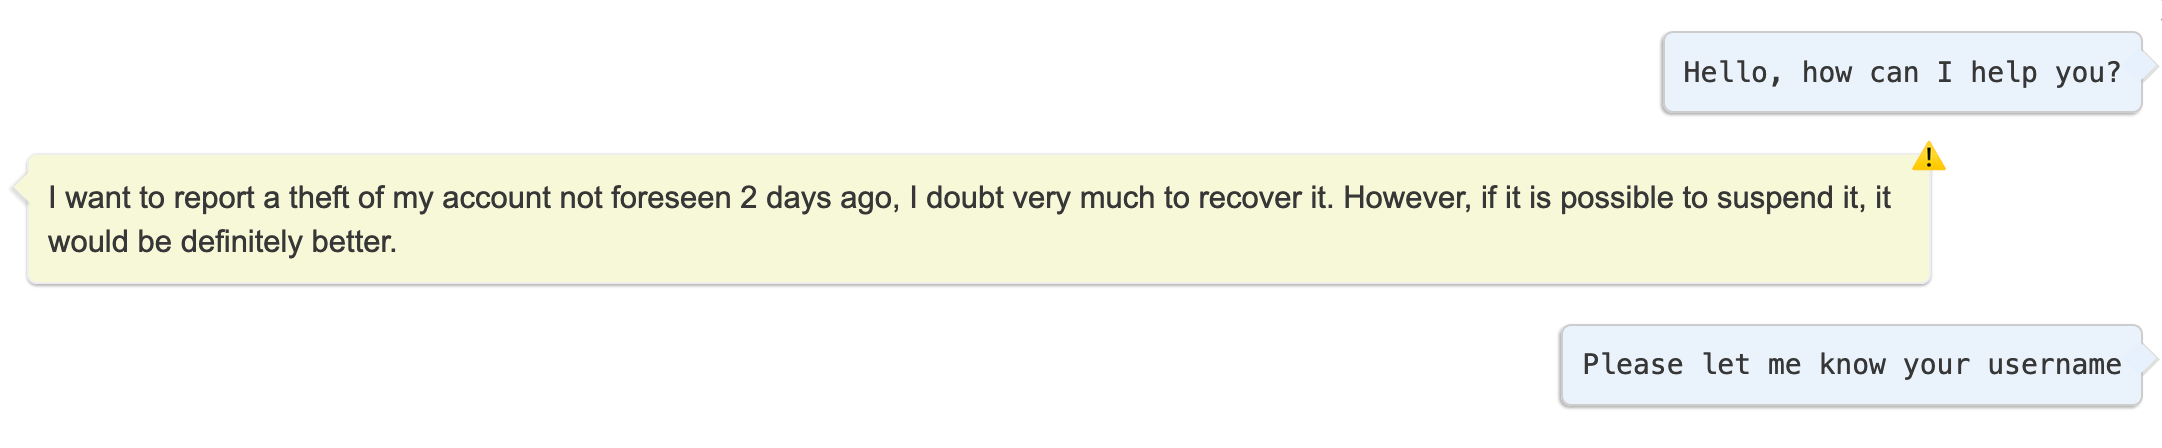 Hello, how can I help you?
I want to report a theft of my account not foreseen 2 days ago, I doubt very much to recover it. However, if it is possible to suspend it, it
would be definitely better.
Please let me know your username